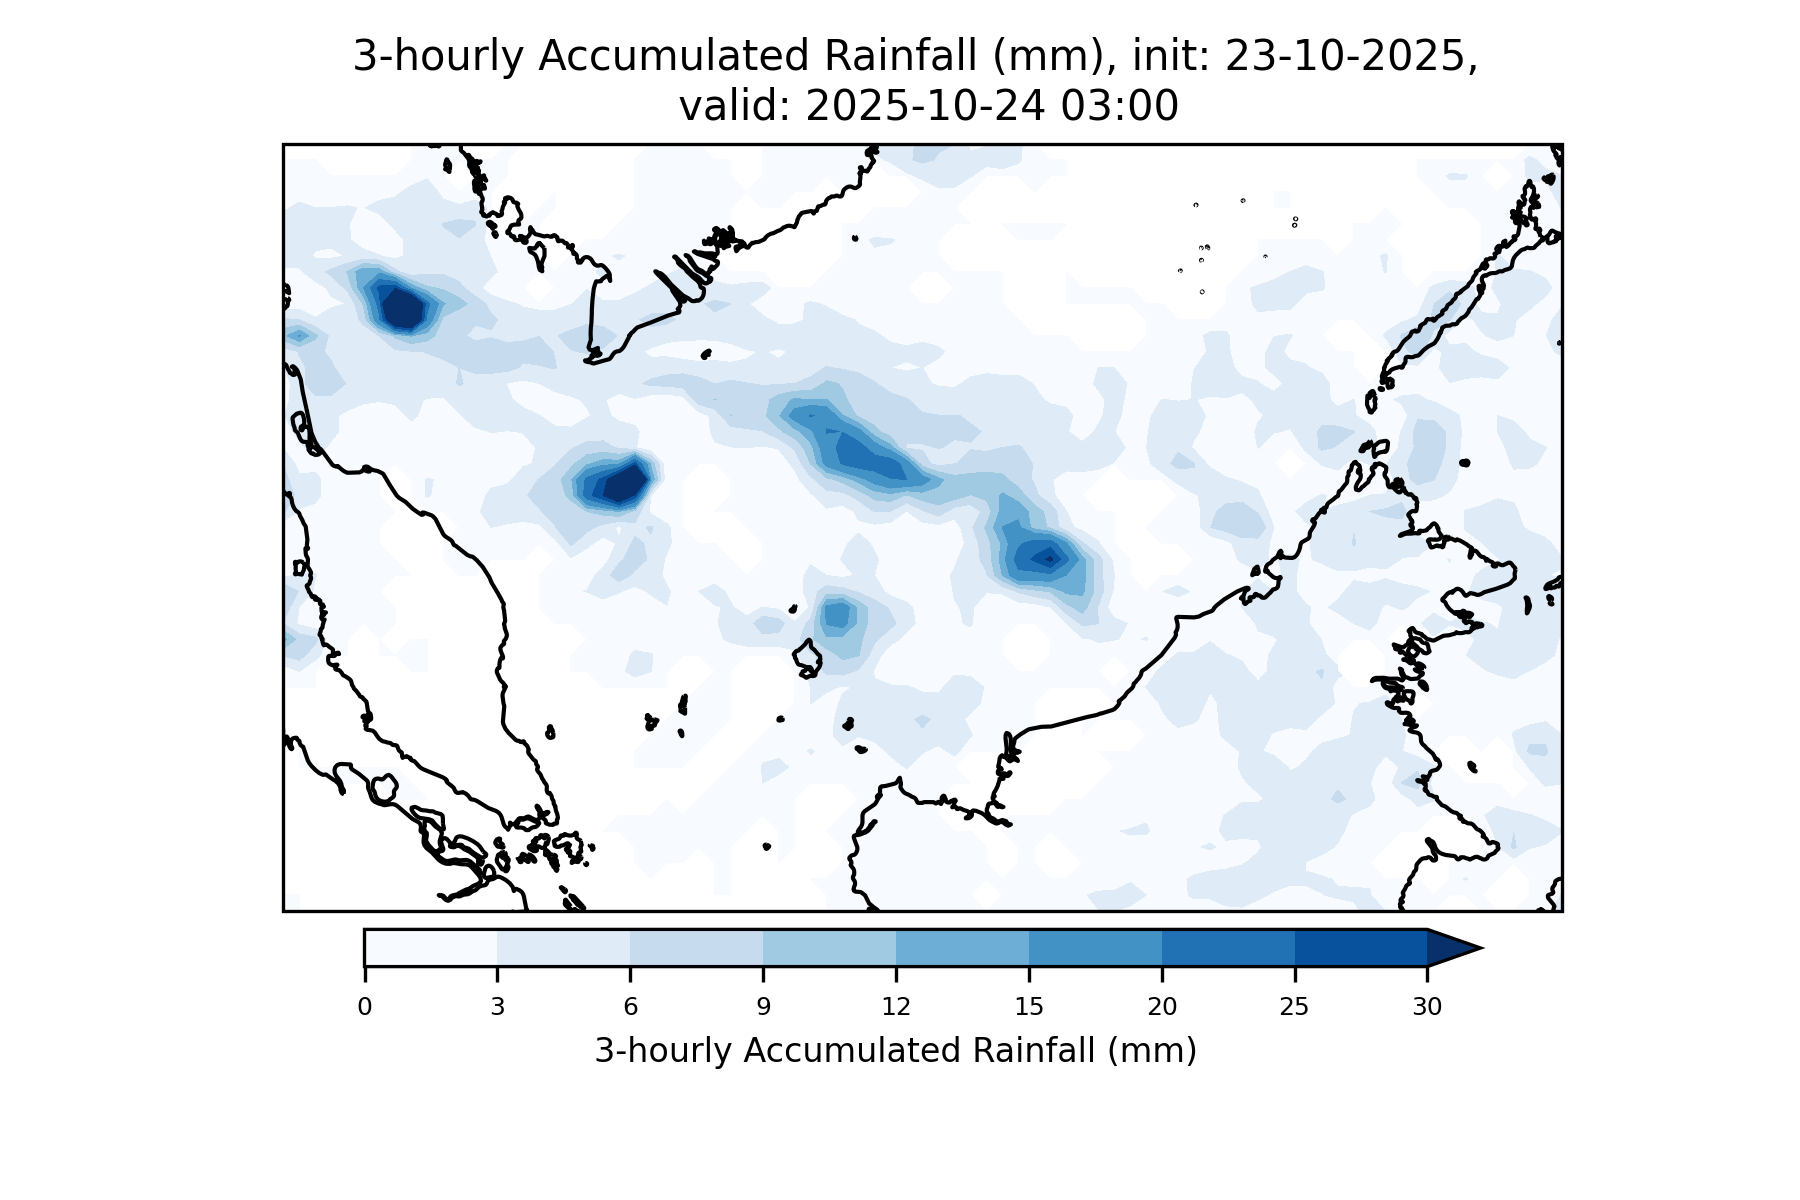 3-hourly Accumulated Rainfall (mm), init: 23-10-2025,
valid: 2025-10-24 03:00
0 3 6 9 12 15 20 25 30
3-hourly Accumulated Rainfall (mm)